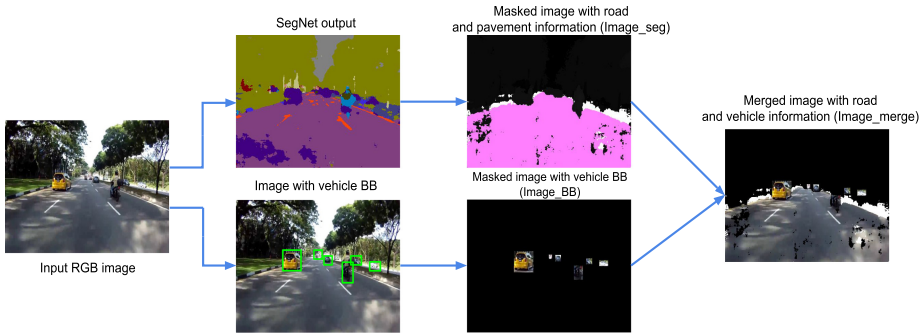 SegNet output
Masked image with road
and pavement information (Image_seg)
Merged image with road
and vehicle information (Image_merge)
Input RGB image
Image with vehicle BB
Masked image with vehicle BB
(Image_BB)